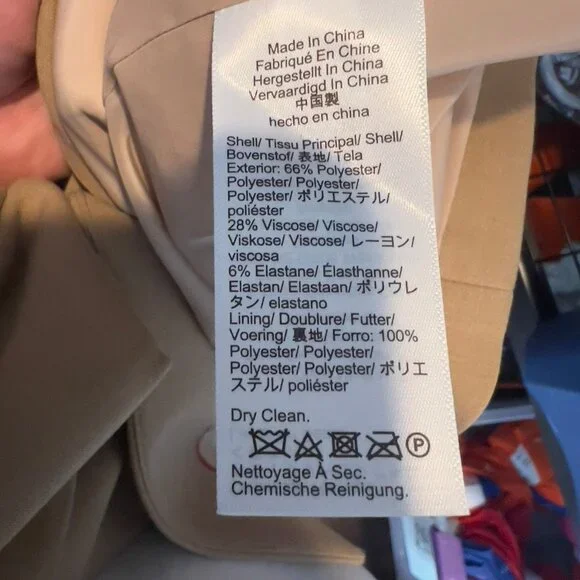 Made In China
Fabriqué En Chine
Hergestellt In China
Vervaardigd In China
中国製
hecho en china
Shell/ Tissu Principal/ Shell/
Bovenstof/ 表地/ Tela
Exterior: 66% Polyester/
Polyester/ Polyester/
Polyester/ ポリエステル/
poliéster
28% Viscose/ Viscose/
Viskose/ Viscose/ レーヨン/
viscosa
6% Elastane/ Élasthanne/
Elastan/ Elastaan/ ポリウレ
タン/ elastano
Lining/ Doublure/ Futter/
Voering/ 裏地/ Forro: 100%
Polyester/ Polyester/
Polyester/ Polyester/ ポリエ
ステル/ poliéster
Dry Clean.
P
Nettoyage À Sec.
Chemische Reinigung.